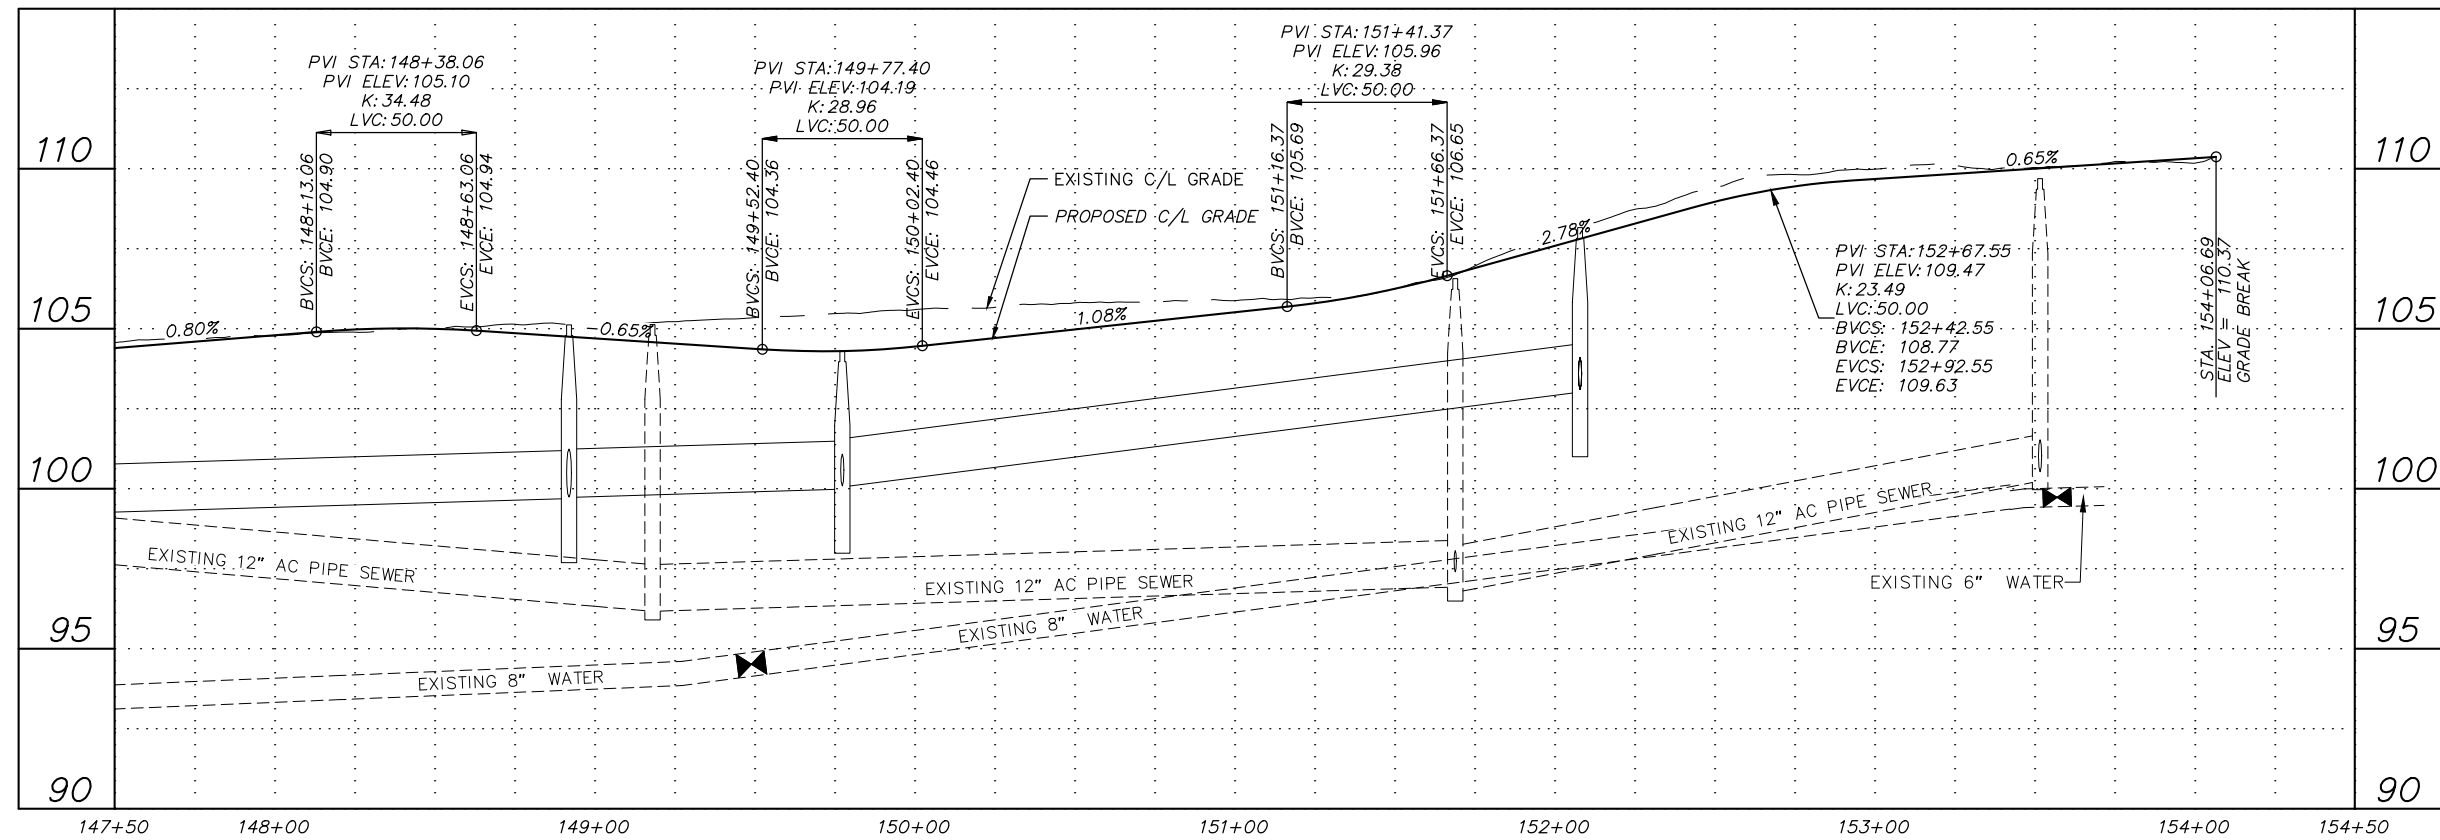 PVI STA:148+38.06
PVI ELEV:105.10
K:34.48
LVC:50.00
BVCS: 148+13.06
BVCE: 104.90
EVCS: 148+63.06
EVCE: 104.94
PVI STA:149+77.40
PVI ELEV:104.19
K:28.96
LVC:50.00
BVCS: 149+52.40
BVCE: 104.36
EVCS: 150+02.40
EVCE: 104.46
PVI STA:151+41.37
PVI ELEV:105.96
K:29.38
LVC:50.00
BVCS: 151+16.37
BVCE: 105.69
EVCS: 151+66.37
EVCE: 106.65
EXISTING C/L GRADE
PROPOSED C/L GRADE
0.80%
0.65%
1.08%
2.78%
0.65%
PVI STA:152+67.55
PVI ELEV:109.47
K:23.49
LVC:50.00
BVCS: 152+42.55
BVCE: 108.77
EVCS: 152+92.55
EVCE: 109.63
STA. 154+06.69
ELEV = 110.37
GRADE BREAK
EXISTING 12" AC PIPE SEWER
EXISTING 12" AC PIPE SEWER
EXISTING 12" AC PIPE SEWER
EXISTING 8" WATER
EXISTING 8" WATER
EXISTING 6" WATER
110
105
100
95
90
110
105
100
95
90
147+50
148+00
149+00
150+00
151+00
152+00
153+00
154+00
154+50